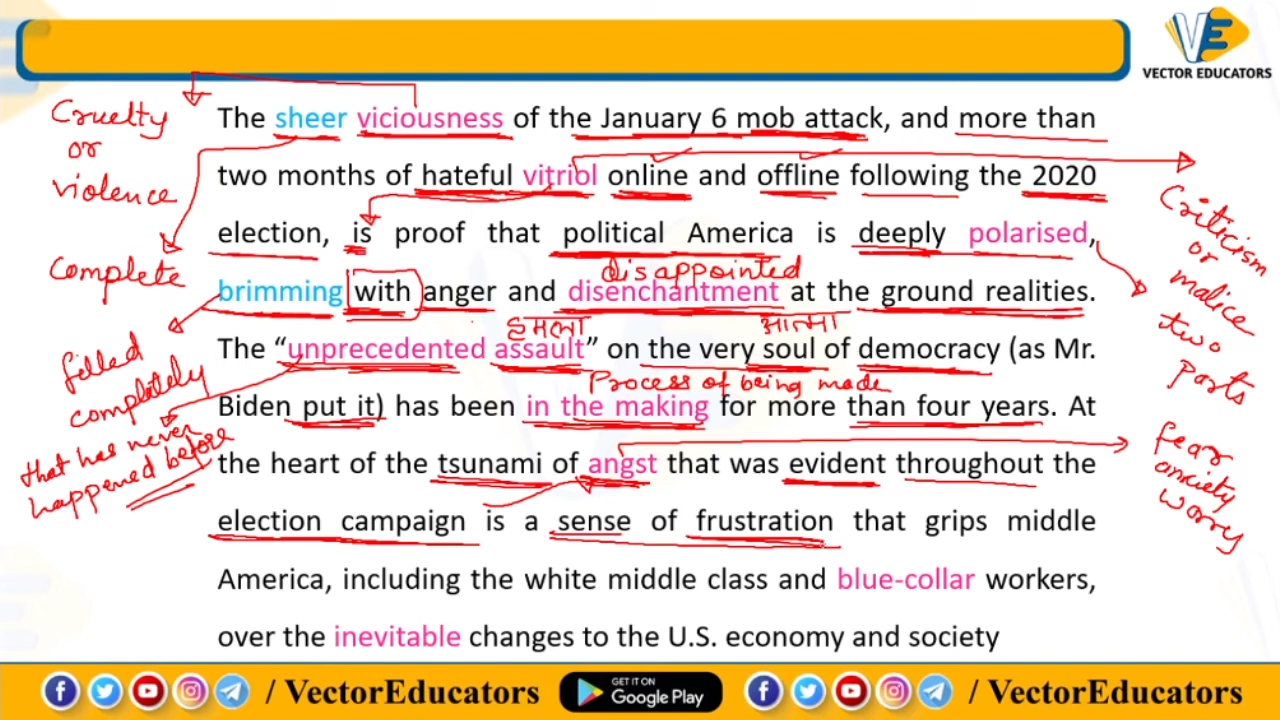 VE
VECTOR EDUCATORS
Cruelty
or
violence
Complete
filled
completely
that has never
happened before
The sheer viciousness of the January 6 mob attack, and more than
two months of hateful vitriol online and offline following the 2020
election, is proof that political America is deeply polarised,
disappointed
brimming with anger and disenchantment at the ground realities.
हमला आत्मा
The “unprecedented assault” on the very soul of democracy (as Mr.
Process of being made
Biden put it) has been in the making for more than four years. At
the heart of the tsunami of angst that was evident throughout the
election campaign is a sense of frustration that grips middle
America, including the white middle class and blue-collar workers,
over the inevitable changes to the U.S. economy and society
Criticism
or
malice
two
parts
fear
anxiety
worry
/ VectorEducators
GET IT ON
Google Play
/ VectorEducators